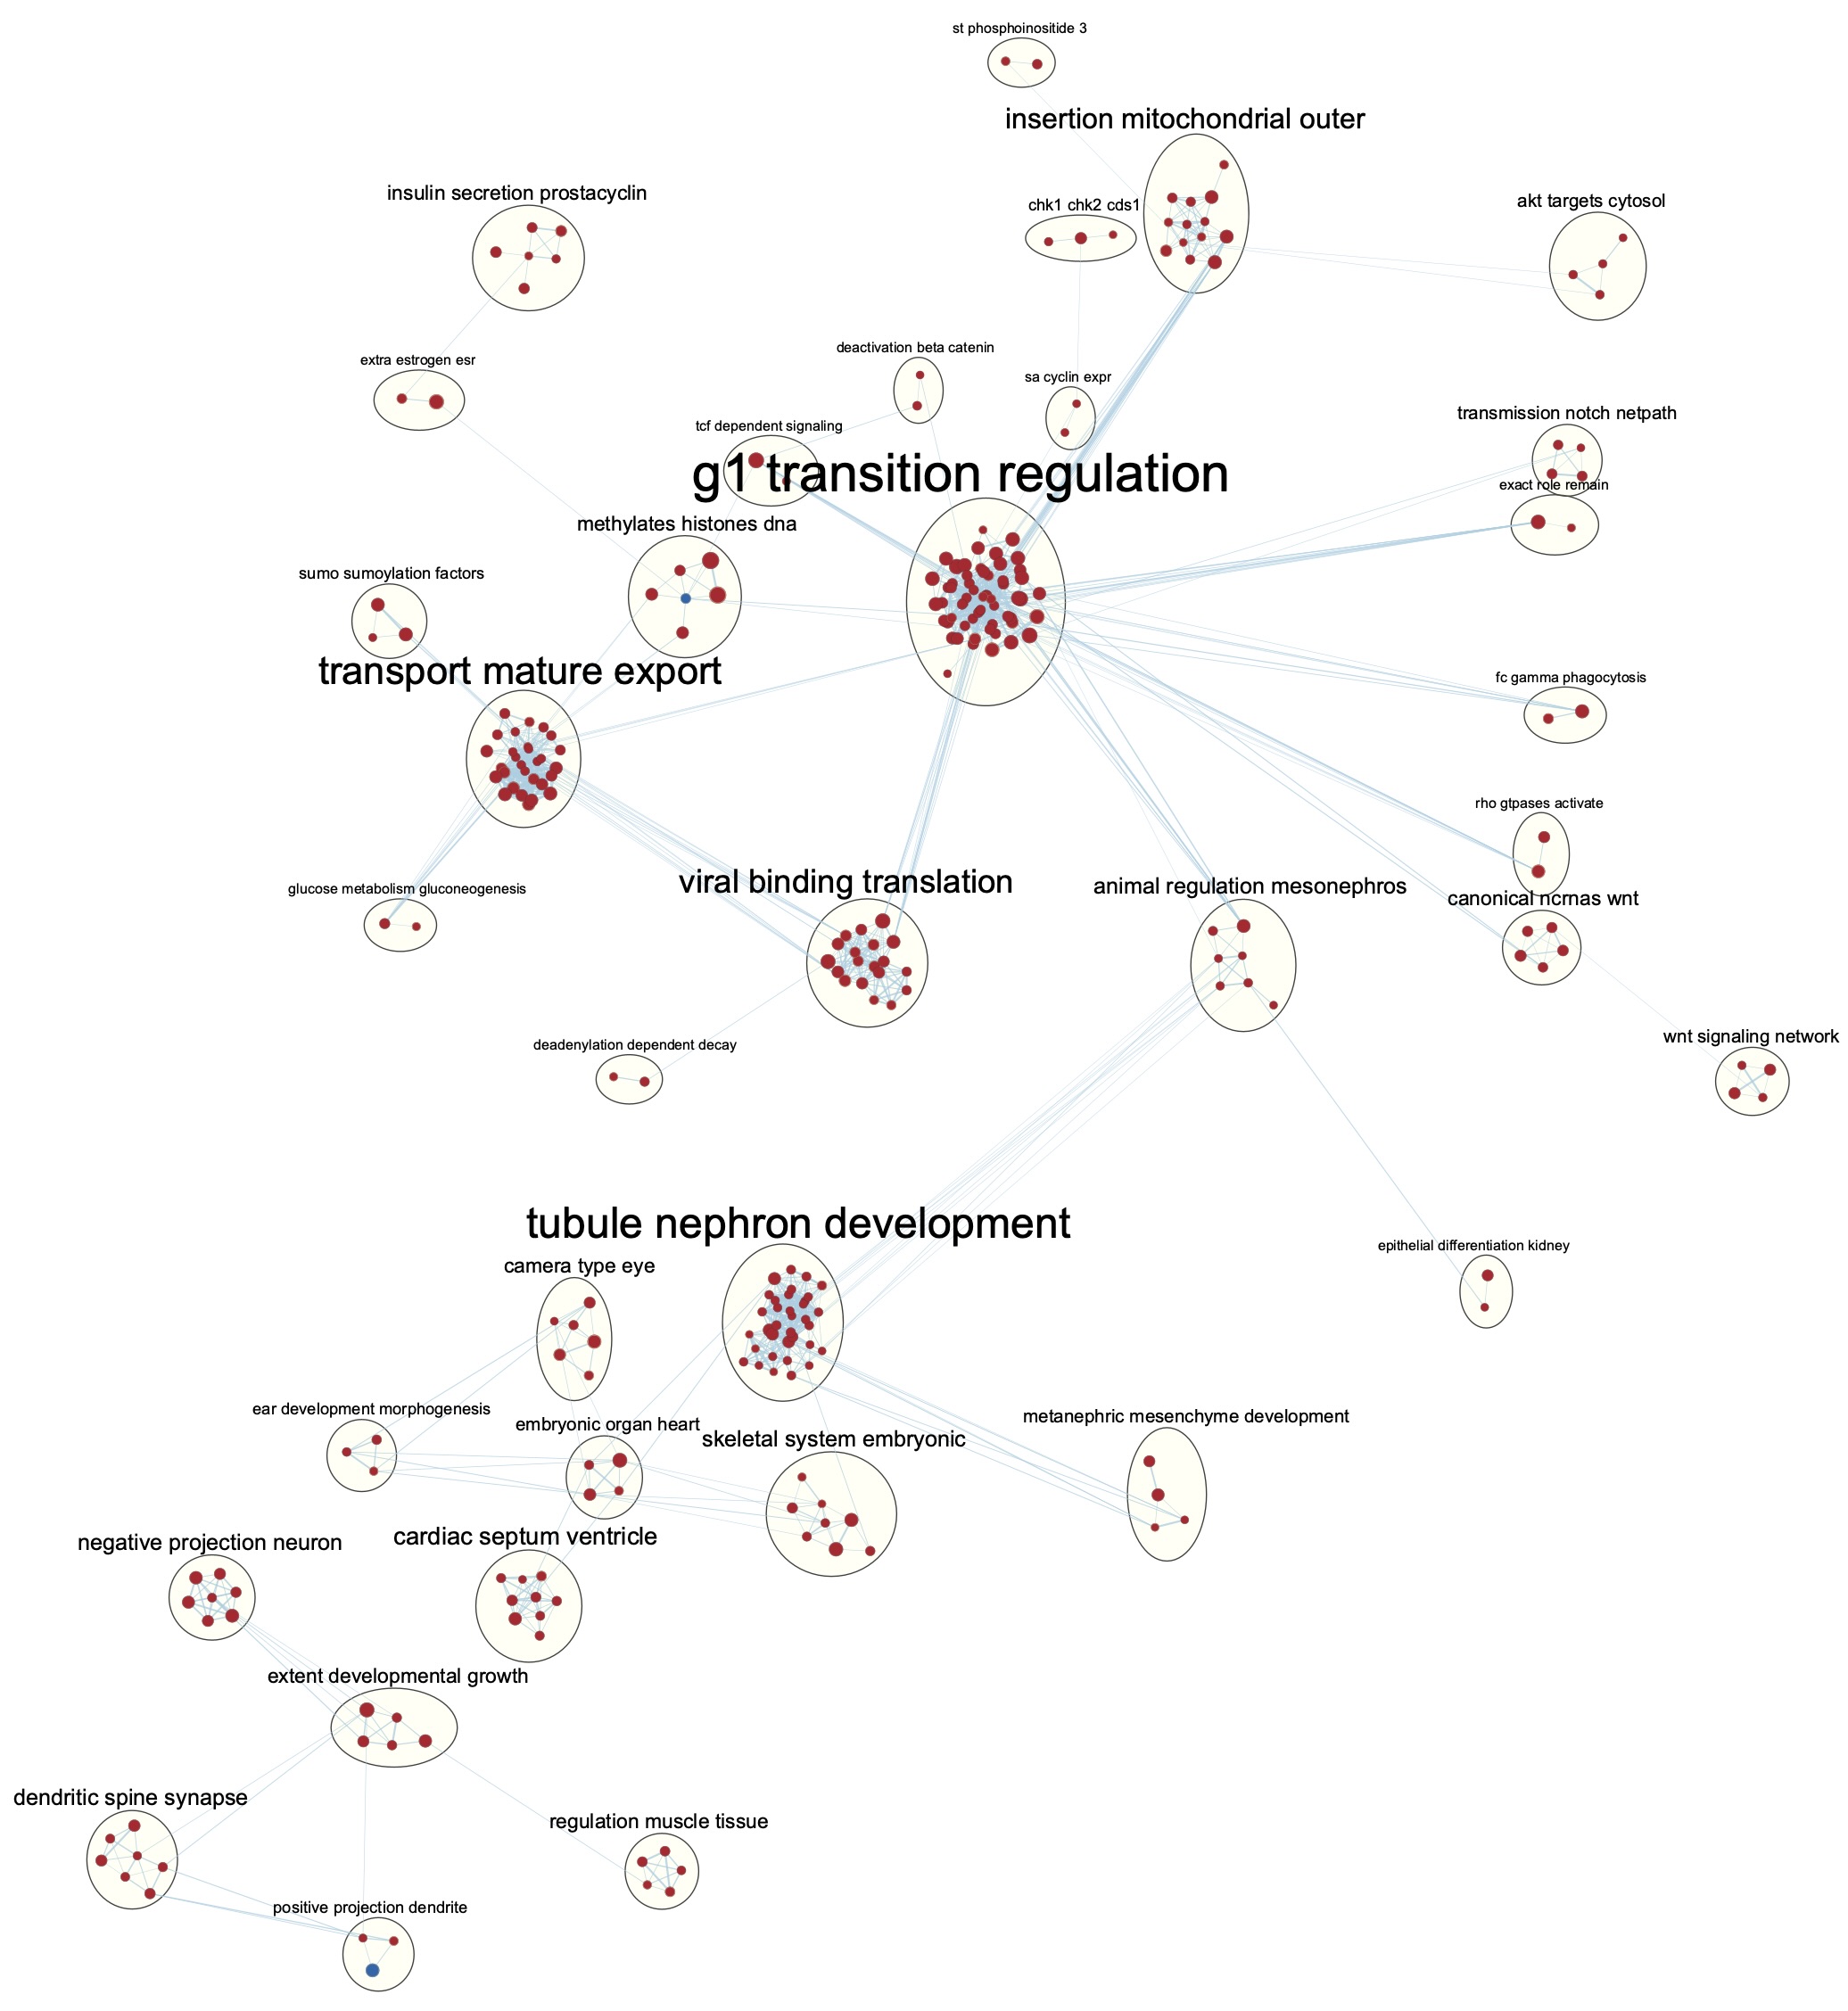 st phosphoinositide 3
insertion mitochondrial outer
insulin secretion prostacyclin
akt targets cytosol
chk1 chk2 cds1
deactivation beta catenin
extra estrogen esr
sa cyclin expr
transmission notch netpath
tcf dependent signaling
g1 transition regulation
exact role remain
methylates histones dna
sumo sumoylation factors
transport mature export
fc gamma phagocytosis
rho gtpases activate
viral binding translation
animal regulation mesonephros
glucose metabolism gluconeogenesis
canonical ncrnas wnt
wnt signaling network
deadenylation dependent decay
tubule nephron development
epithelial differentiation kidney
camera type eye
ear development morphogenesis
metanephric mesenchyme development
embryonic organ heart
skeletal system embryonic
cardiac septum ventricle
negative projection neuron
extent developmental growth
dendritic spine synapse
regulation muscle tissue
positive projection dendrite